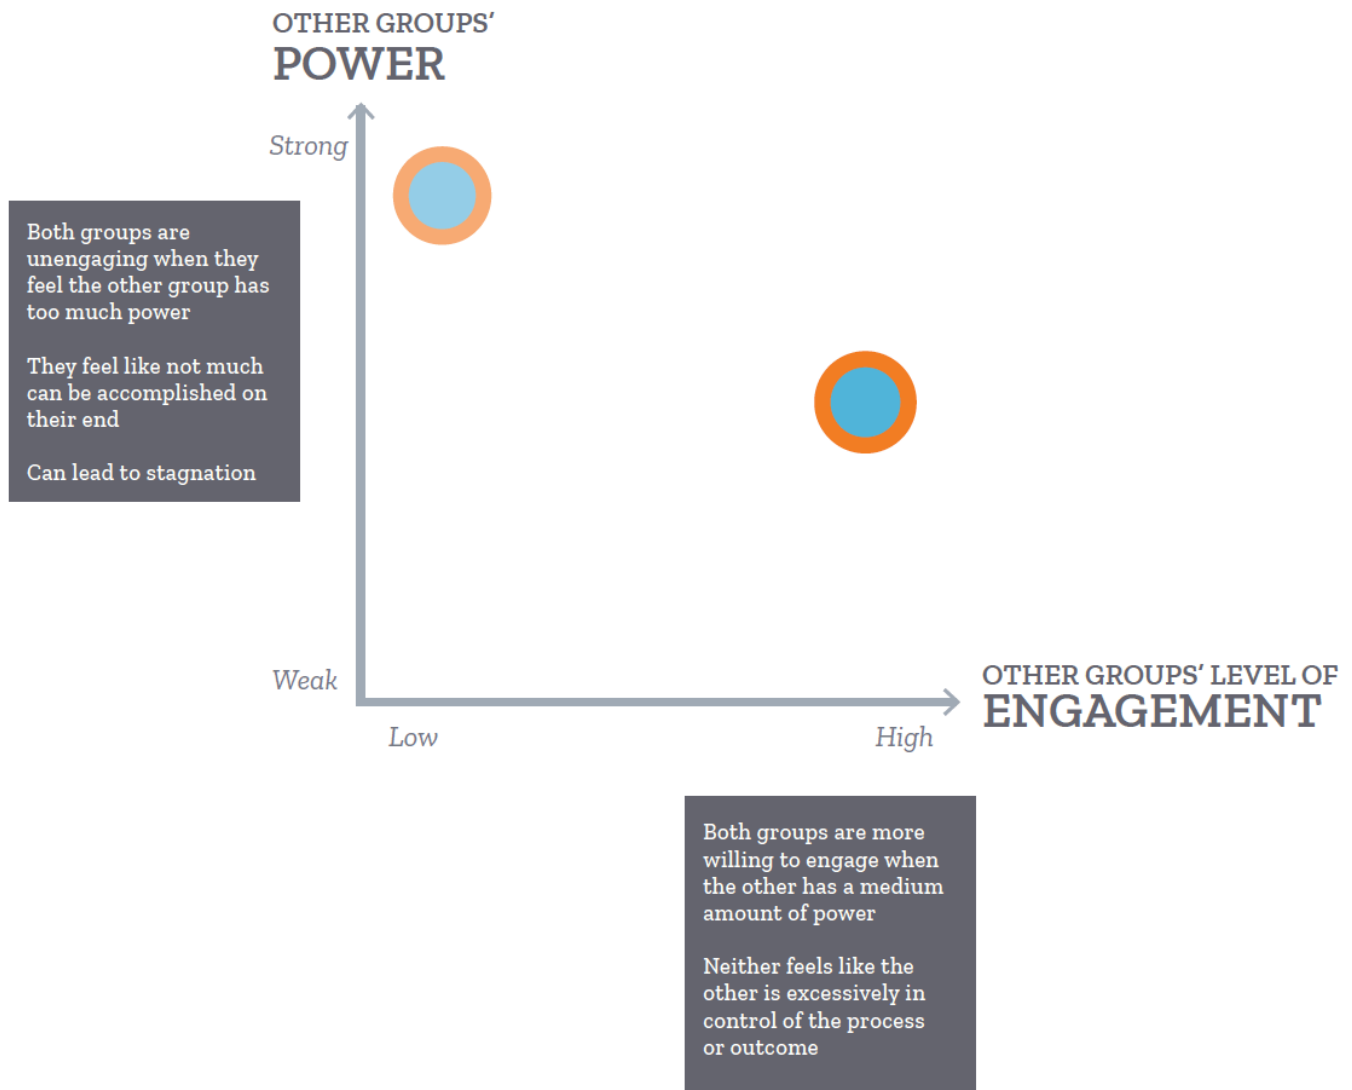 OTHER GROUPS’
POWER
Strong
Both groups are
unengaging when they
feel the other group has
too much power
They feel like not much
can be accomplished on
their end
Can lead to stagnation
Weak
OTHER GROUPS’ LEVEL OF
ENGAGEMENT
Low
High
Both groups are more
willing to engage when
the other has a medium
amount of power
Neither feels like the
other is excessively in
control of the process
or outcome